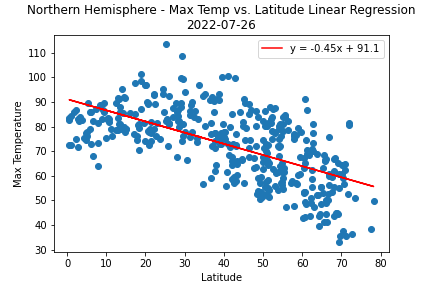 Northern Hemisphere - Max Temp vs. Latitude Linear Regression
2022-07-26
y = -0.45x + 91.1
Max Temperature
110
100
90
80
70
60
50
40
30
0 10 20 30 40 50 60 70 80
Latitude